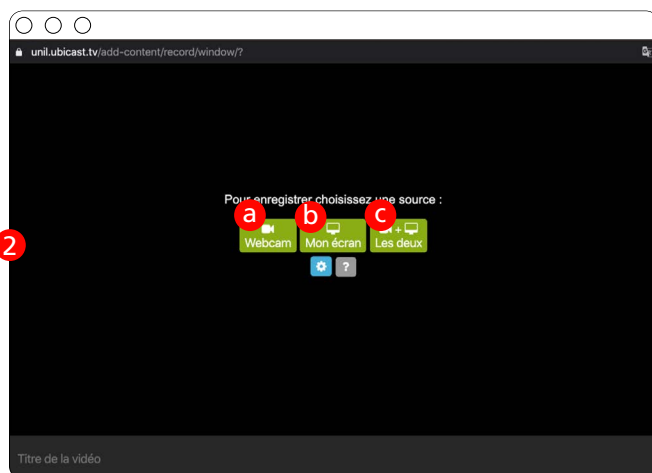 unil.ubicast.tv/add-content/record/window/?
Pour enregistrer choisissez une source :
a b c
2
Webcam Mon écran Les deux
?
Titre de la vidéo